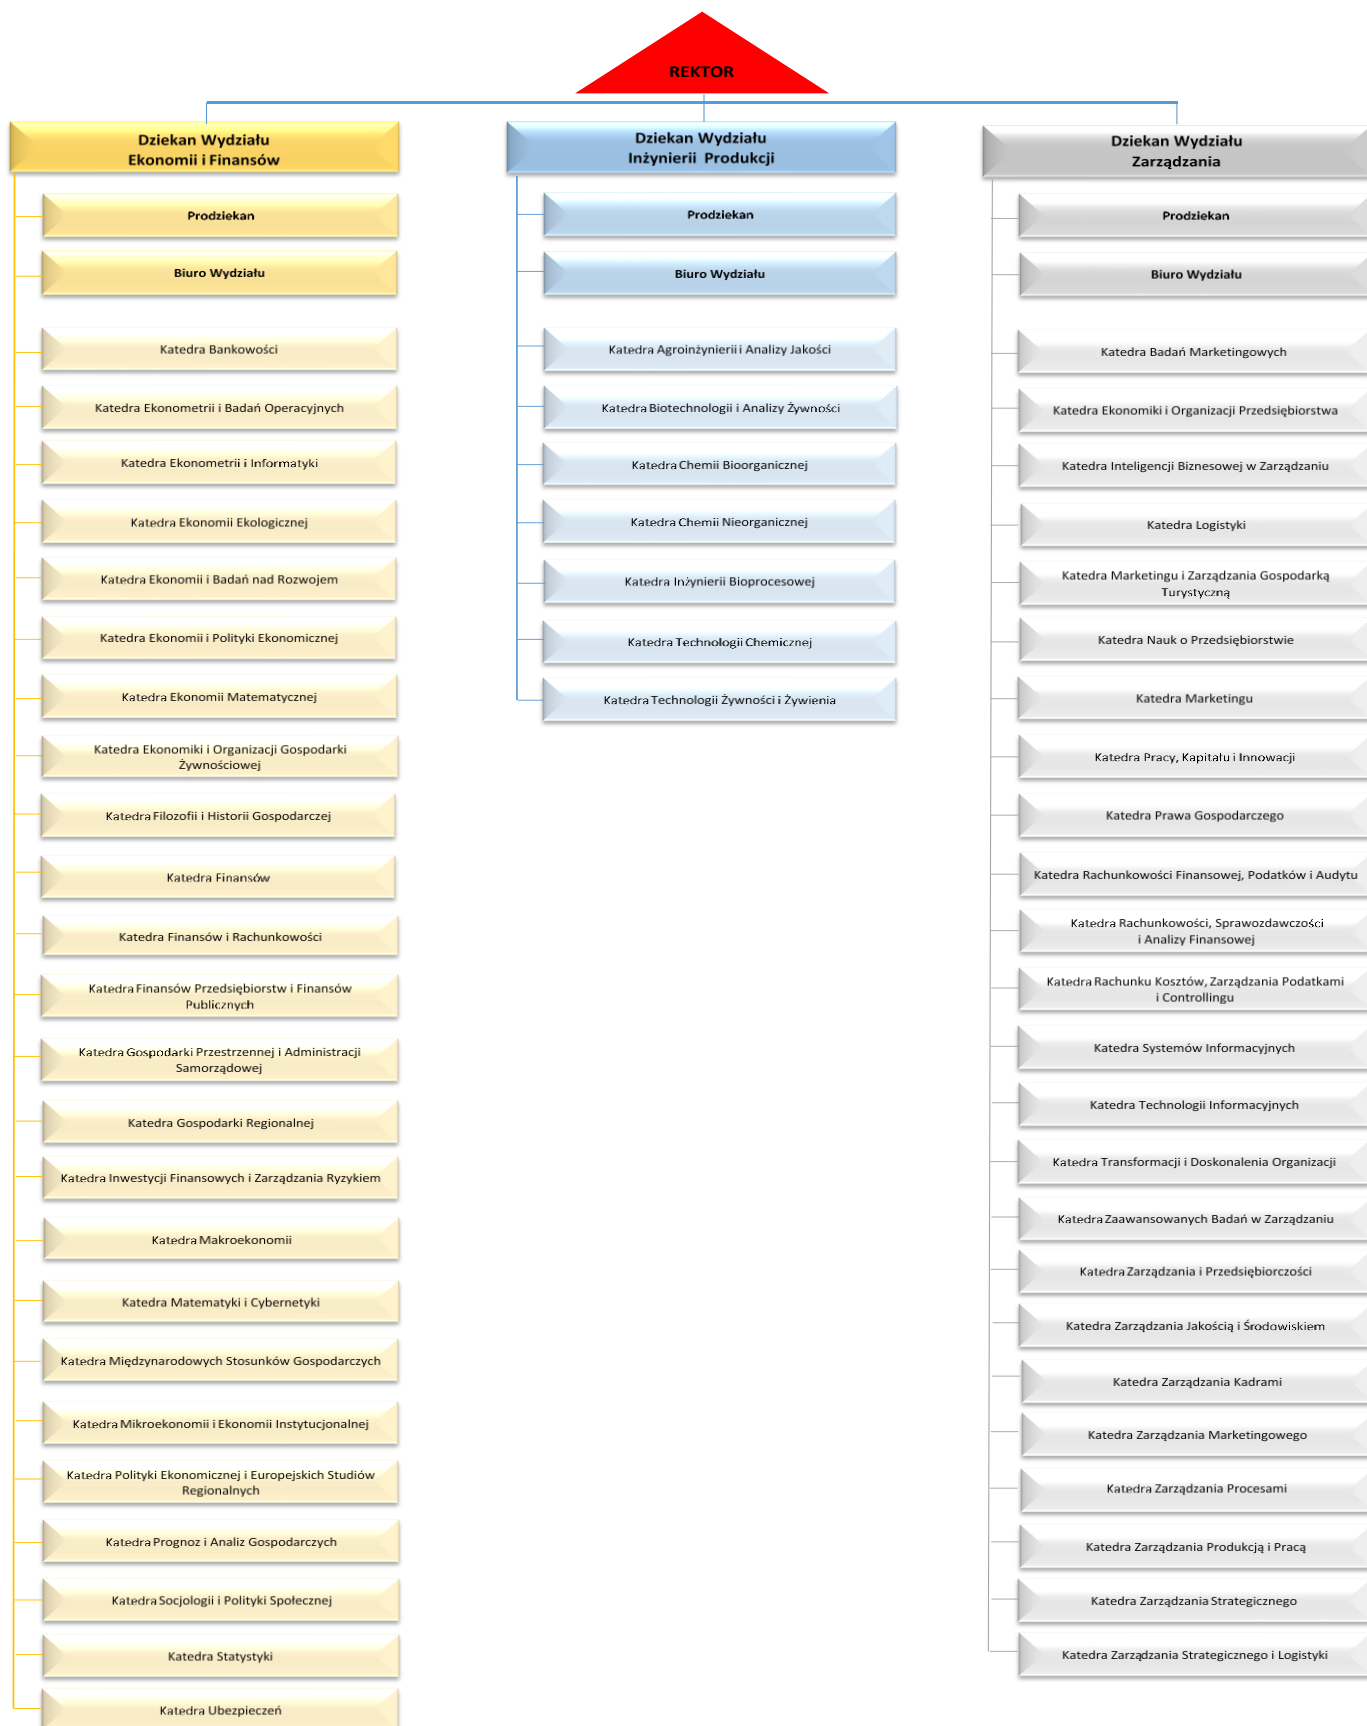 REKTOR
Dziekan Wydziału
Ekonomii i Finansów
Prodziekan
Biuro Wydziału
Katedra Bankowości
Katedra Ekonometrii i Badań Operacyjnych
Katedra Ekonometrii i Informatyki
Katedra Ekonomii Ekologicznej
Katedra Ekonomii i Badań nad Rozwojem
Katedra Ekonomii i Polityki Ekonomicznej
Katedra Ekonomii Matematycznej
Katedra Ekonomiki i Organizacji Gospodarki
Żywnościowej
Katedra Filozofii i Historii Gospodarczej
Katedra Finansów
Katedra Finansów i Rachunkowości
Katedra Finansów Przedsiębiorstw i Finansów
Publicznych
Katedra Gospodarki Przestrzennej i Administracji
Samorządowej
Katedra Gospodarki Regionalnej
Katedra Inwestycji Finansowych i Zarządzania Ryzykiem
Katedra Makroekonomii
Katedra Matematyki i Cybernetyki
Katedra Międzynarodowych Stosunków Gospodarczych
Katedra Mikroekonomii i Ekonomii Instytucjonalnej
Katedra Polityki Ekonomicznej i Europejskich Studiów
Regionalnych
Katedra Prognoz i Analiz Gospodarczych
Katedra Socjologii i Polityki Społecznej
Katedra Statystyki
Katedra Ubezpieczeń
Dziekan Wydziału
Inżynierii Produkcji
Prodziekan
Biuro Wydziału
Katedra Agroinżynierii i Analizy Jakości
Katedra Biotechnologii i Analizy Żywności
Katedra Chemii Bioorganicznej
Katedra Chemii Nieorganicznej
Katedra Inżynierii Bioprocesowej
Katedra Technologii Chemicznej
Katedra Technologii Żywności i Żywienia
Dziekan Wydziału
Zarządzania
Prodziekan
Biuro Wydziału
Katedra Badań Marketingowych
Katedra Ekonomiki i Organizacji Przedsiębiorstwa
Katedra Inteligencji Biznesowej w Zarządzaniu
Katedra Logistyki
Katedra Marketingu i Zarządzania Gospodarką
Turystyczną
Katedra Nauk o Przedsiębiorstwie
Katedra Marketingu
Katedra Pracy, Kapitału i Innowacji
Katedra Prawa Gospodarczego
Katedra Rachunkowości Finansowej, Podatków i Audytu
Katedra Rachunkowości, Sprawozdawczości
i Analizy Finansowej
Katedra Rachunku Kosztów, Zarządzania Podatkami
i Controllingu
Katedra Systemów Informacyjnych
Katedra Technologii Informacyjnych
Katedra Transformacji i Doskonalenia Organizacji
Katedra Zaawansowanych Badań w Zarządzaniu
Katedra Zarządzania i Przedsiębiorczości
Katedra Zarządzania Jakością i Środowiskiem
Katedra Zarządzania Kadrami
Katedra Zarządzania Marketingowego
Katedra Zarządzania Procesami
Katedra Zarządzania Produkcją i Pracą
Katedra Zarządzania Strategicznego
Katedra Zarządzania Strategicznego i Logistyki